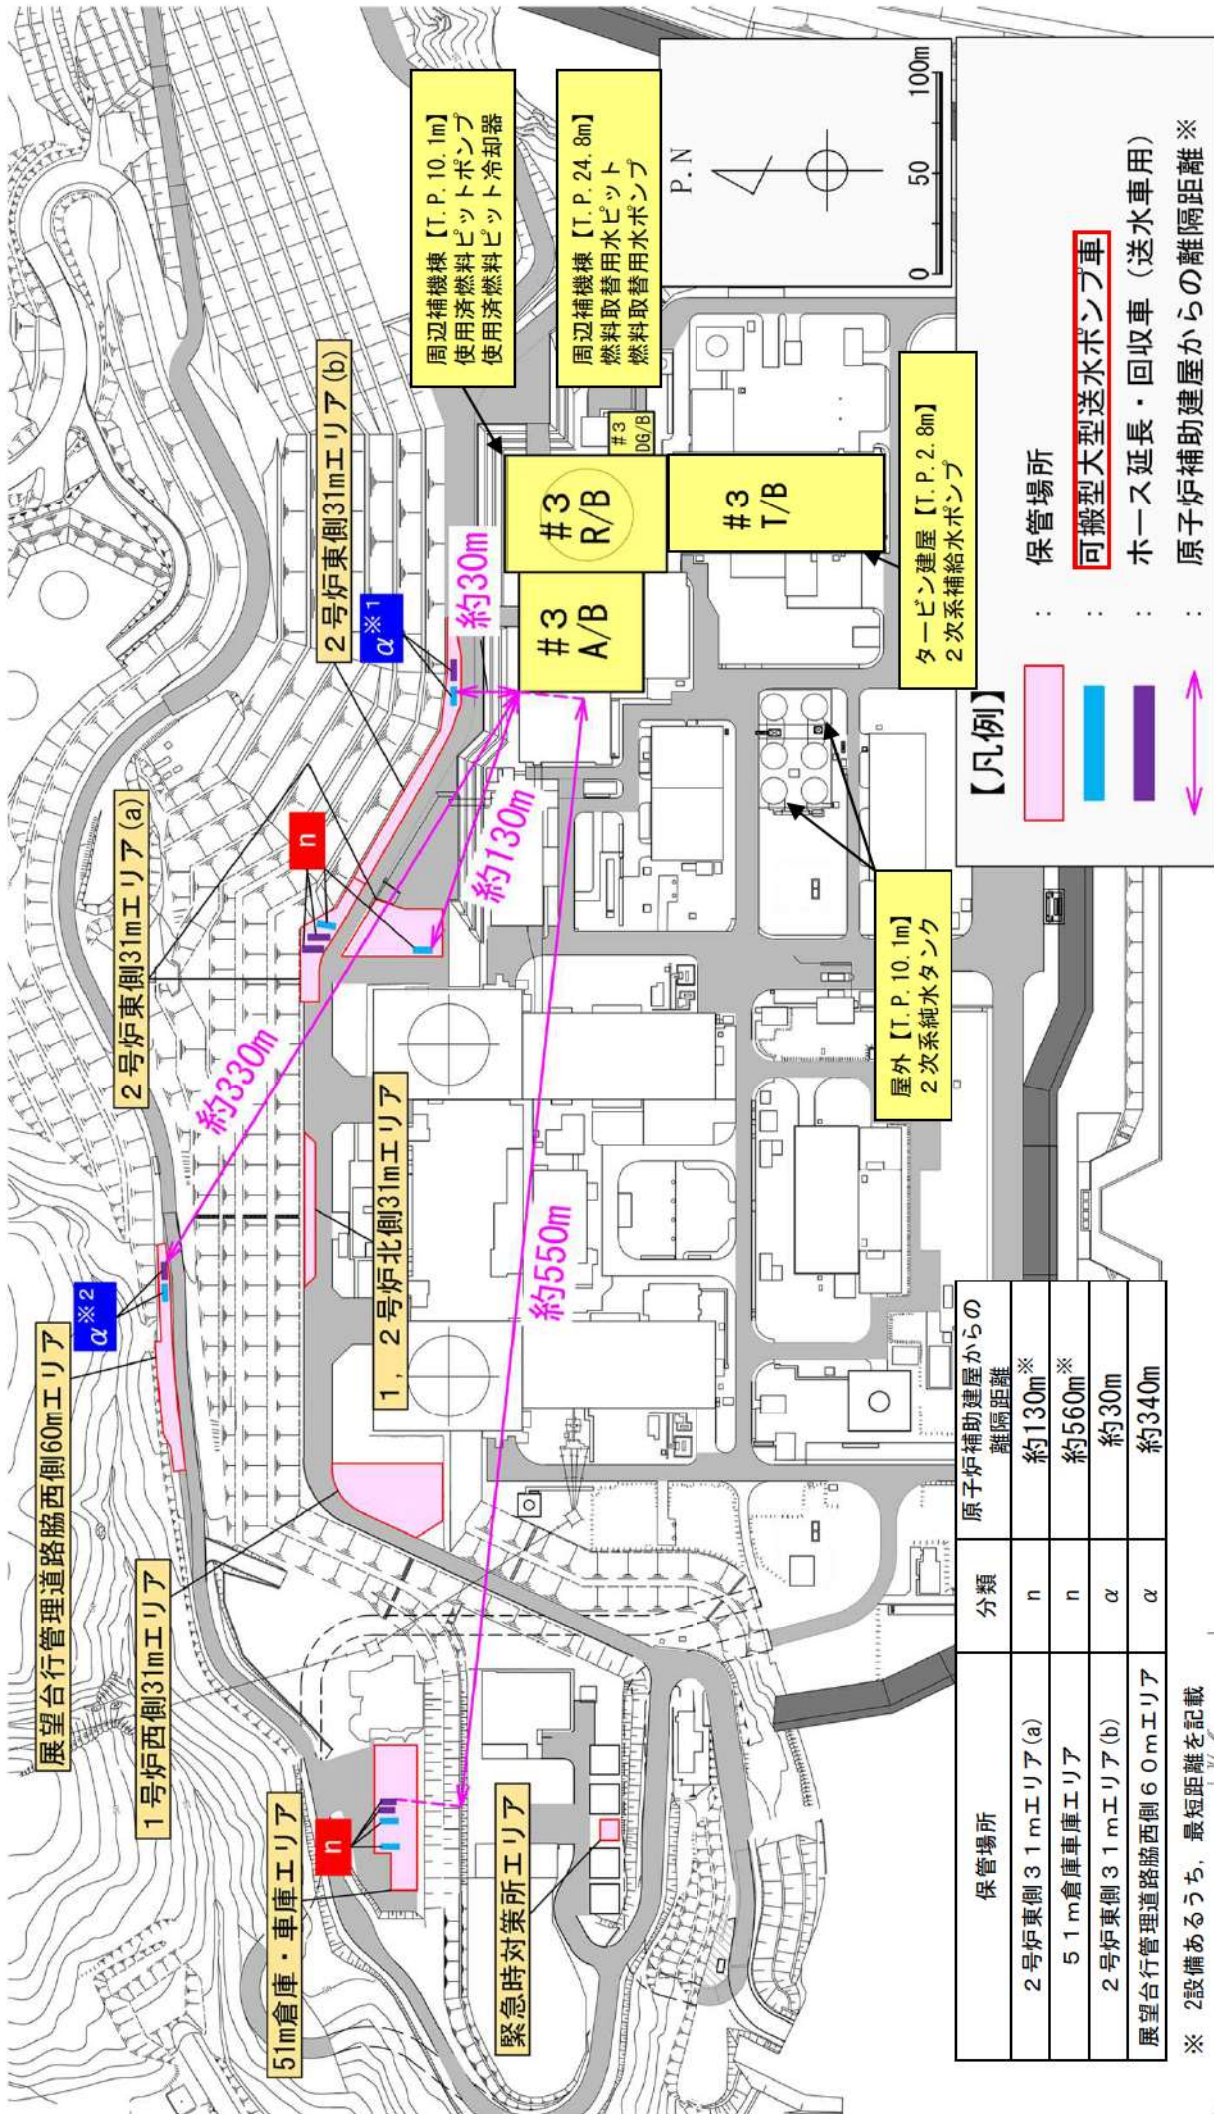 展望台行管理道路脇西側60mエリア
α※2
1号炉西側31mエリア
51m倉庫・車庫エリア
n
緊急時対策所エリア
2号炉東側31mエリア(a)
n
2号炉東側31mエリア(b)
α※1
1, 2号炉北側31mエリア
約330m
約130m
約30m
約550m
#3
R/B
#3
A/B
#3
DG/B
#3
T/B
周辺補機棟【T.P.10.1m】
使用済燃料ピットポンプ
使用済燃料ピット冷却器
周辺補機棟【T.P.24.8m】
燃料取替用水ピット
燃料取替用水ポンプ
タービン建屋【T.P.2.8m】
2次系補給水ポンプ
屋外【T.P.10.1m】
2次系純水タンク
P.N
0 50 100m
【凡例】
: 保管場所
: 可搬型大型送水ポンプ車
: ホース延長・回収車(送水車用)
: 原子炉補助建屋からの離隔距離※
保管場所 分類 原子炉補助建屋からの
離隔距離
2号炉東側31mエリア(a) n 約130m※
51m倉庫車庫エリア n 約560m※
2号炉東側31mエリア(b) α 約30m
展望台行管理道路脇西側60mエリア α 約340m
※ 2設備あるうち,最短距離を記載